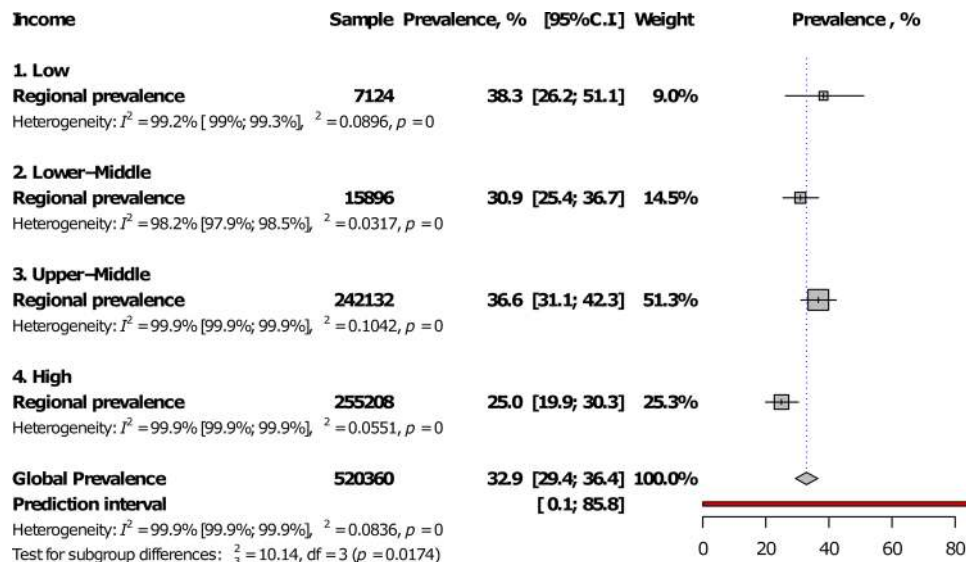 Income Sample Prevalence, % [95%C.I] Weight Prevalence , %
1. Low
Regional prevalence 7124 38.3 [26.2; 51.1] 9.0%
Heterogeneity: I² = 99.2% [ 99%; 99.3%], ² = 0.0896, p = 0
2. Lower−Middle
Regional prevalence 15896 30.9 [25.4; 36.7] 14.5%
Heterogeneity: I² = 98.2% [97.9%; 98.5%], ² = 0.0317, p = 0
3. Upper−Middle
Regional prevalence 242132 36.6 [31.1; 42.3] 51.3%
Heterogeneity: I² = 99.9% [99.9%; 99.9%], ² = 0.1042, p = 0
4. High
Regional prevalence 255208 25.0 [19.9; 30.3] 25.3%
Heterogeneity: I² = 99.9% [99.9%; 99.9%], ² = 0.0551, p = 0
Global Prevalence 520360 32.9 [29.4; 36.4] 100.0%
Prediction interval [ 0.1; 85.8]
Heterogeneity: I² = 99.9% [99.9%; 99.9%], ² = 0.0836, p = 0
Test for subgroup differences: ²₃ = 10.14, df = 3 (p = 0.0174)
0 20 40 60 80